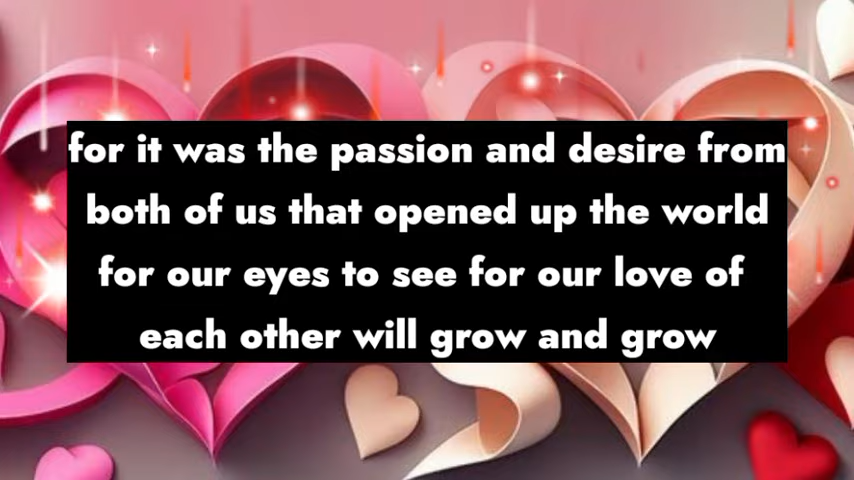 for it was the passion and desire from
both of us that opened up the world
for our eyes to see for our love of
each other will grow and grow